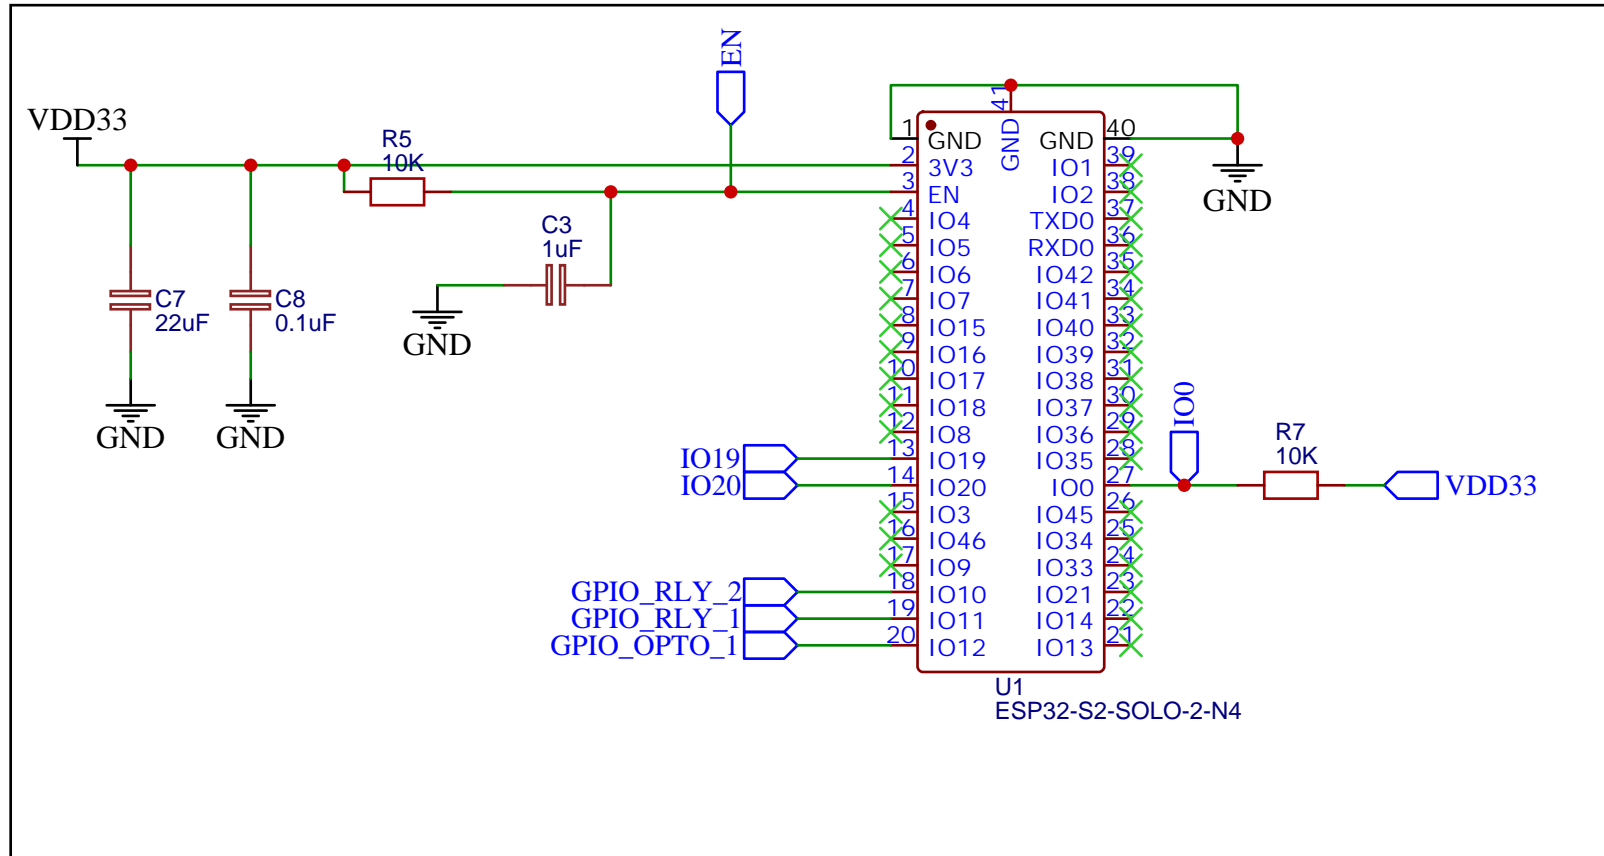 EN
VDD33
R5
10K
C3
1uF
GND
C7
22uF
GND
C8
0.1uF
GND
41
GND
1 GND
2 3V3
3 EN
4 IO4
5 IO5
6 IO6
7 IO7
8 IO15
9 IO16
10 IO17
11 IO18
12 IO8
IO19 13 IO19
IO20 14 IO20
15 IO3
16 IO46
17 IO9
GPIO_RLY_2 18 IO10
GPIO_RLY_1 19 IO11
GPIO_OPTO_1 20 IO12
GND 40
IO1 39
IO2 38
TXD0 37
RXD0 36
IO42 35
IO41 34
IO40 33
IO39 32
IO38 31
IO37 30
IO36 29
IO35 28
IO0 27
IO45 26
IO34 25
IO33 24
IO21 23
IO14 22
IO13 21
GND
IO0
R7
10K
VDD33
U1
ESP32-S2-SOLO-2-N4